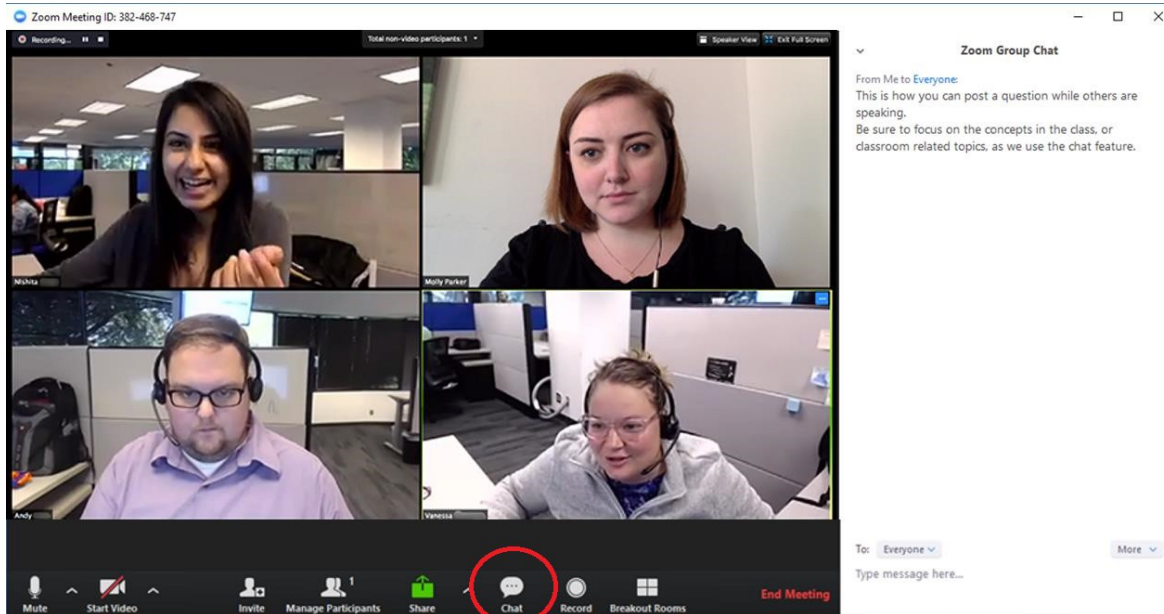 Zoom Meeting ID: 382-468-747
Recording...
Total non-video participants: 1
Speaker View
Exit Full Screen
Nishita
Molly Parker
Andy
Vanessa
Zoom Group Chat
From Me to Everyone:
This is how you can post a question while others are
speaking.
Be sure to focus on the concepts in the class, or
classroom related topics, as we use the chat feature.
To: Everyone
More
Type message here...
Mute
Start Video
Invite
Manage Participants
1
Share
Chat
Record
Breakout Rooms
End Meeting